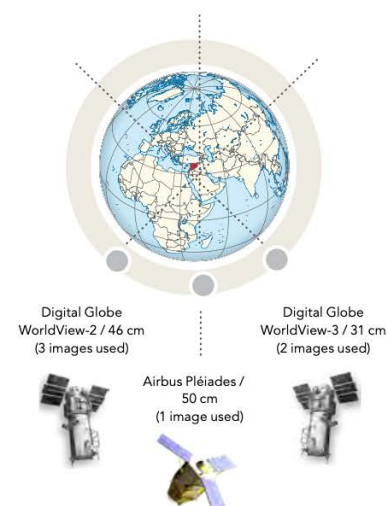 Digital Globe
WorldView-2 / 46 cm
(3 images used)
Digital Globe
WorldView-3 / 31 cm
(2 images used)
Airbus Pléiades /
50 cm
(1 image used)